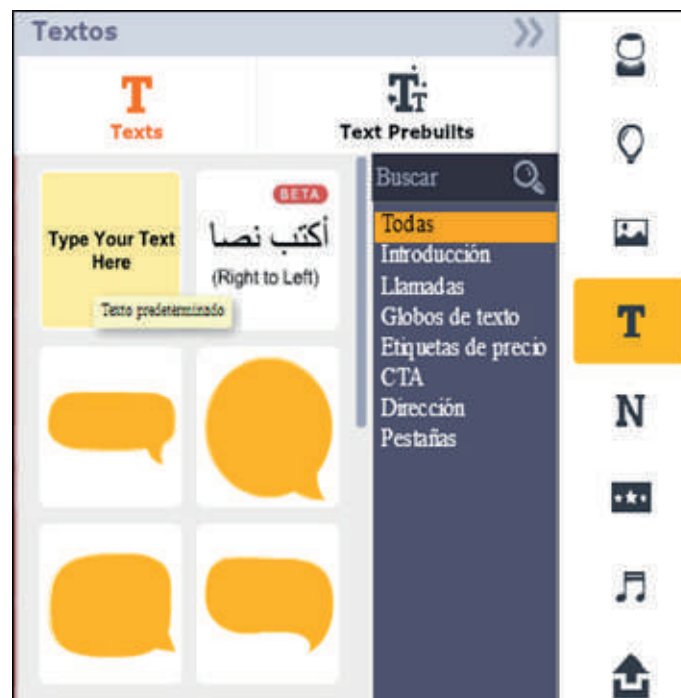 Textos
Texts
Text Prebuilts
Type Your Text
Here
Texto predeterminado
BETA
أكتب نصا
(Right to Left)
Buscar
Todas
Introducción
Llamadas
Globos de texto
Etiquetas de precio
CTA
Dirección
Pestañas
T
N